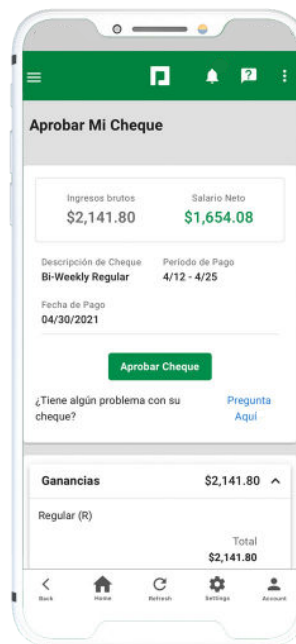 Aprobar Mi Cheque
Ingresos brutos Salario Neto
$2,141.80 $1,654.08
Descripción de Cheque Período de Pago
Bi-Weekly Regular 4/12 - 4/25
Fecha de Pago
04/30/2021
Aprobar Cheque
¿Tiene algún problema con su Pregunta
cheque? Aquí
Ganancias $2,141.80
Regular (R)
Total
$2,141.80
Back Home Refresh Settings Account